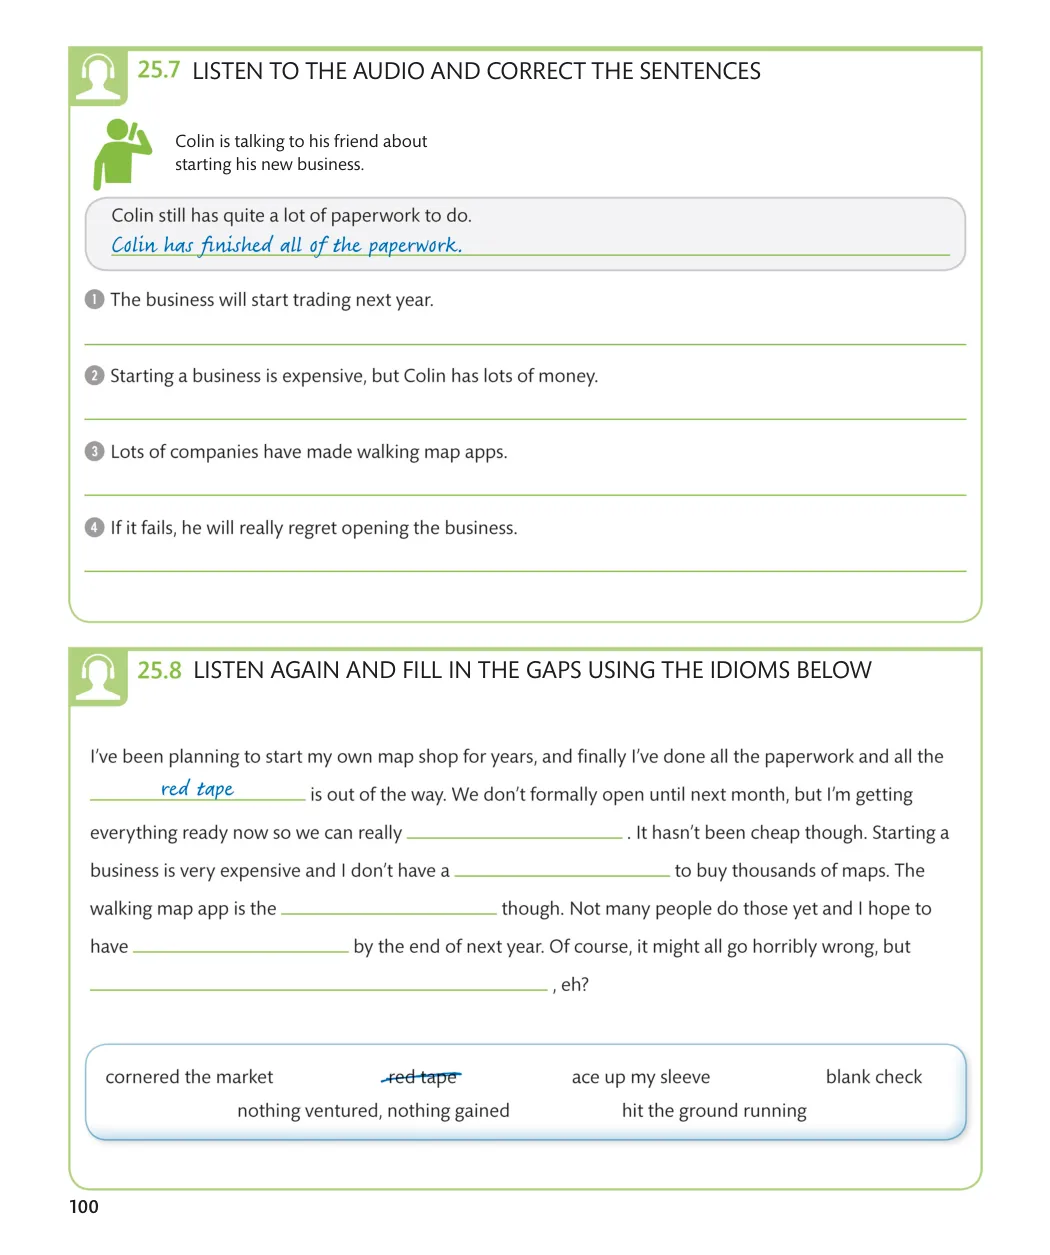 25.7 LISTEN TO THE AUDIO AND CORRECT THE SENTENCES
Colin is talking to his friend about
starting his new business.
Colin still has quite a lot of paperwork to do.
Colin has finished all of the paperwork.
1 The business will start trading next year.
2 Starting a business is expensive, but Colin has lots of money.
3 Lots of companies have made walking map apps.
4 If it fails, he will really regret opening the business.
25.8 LISTEN AGAIN AND FILL IN THE GAPS USING THE IDIOMS BELOW
I’ve been planning to start my own map shop for years, and finally I’ve done all the paperwork and all the
red tape is out of the way. We don’t formally open until next month, but I’m getting
everything ready now so we can really . It hasn’t been cheap though. Starting a
business is very expensive and I don’t have a to buy thousands of maps. The
walking map app is the though. Not many people do those yet and I hope to
have by the end of next year. Of course, it might all go horribly wrong, but
, eh?
cornered the market red tape ace up my sleeve blank check
nothing ventured, nothing gained hit the ground running
100